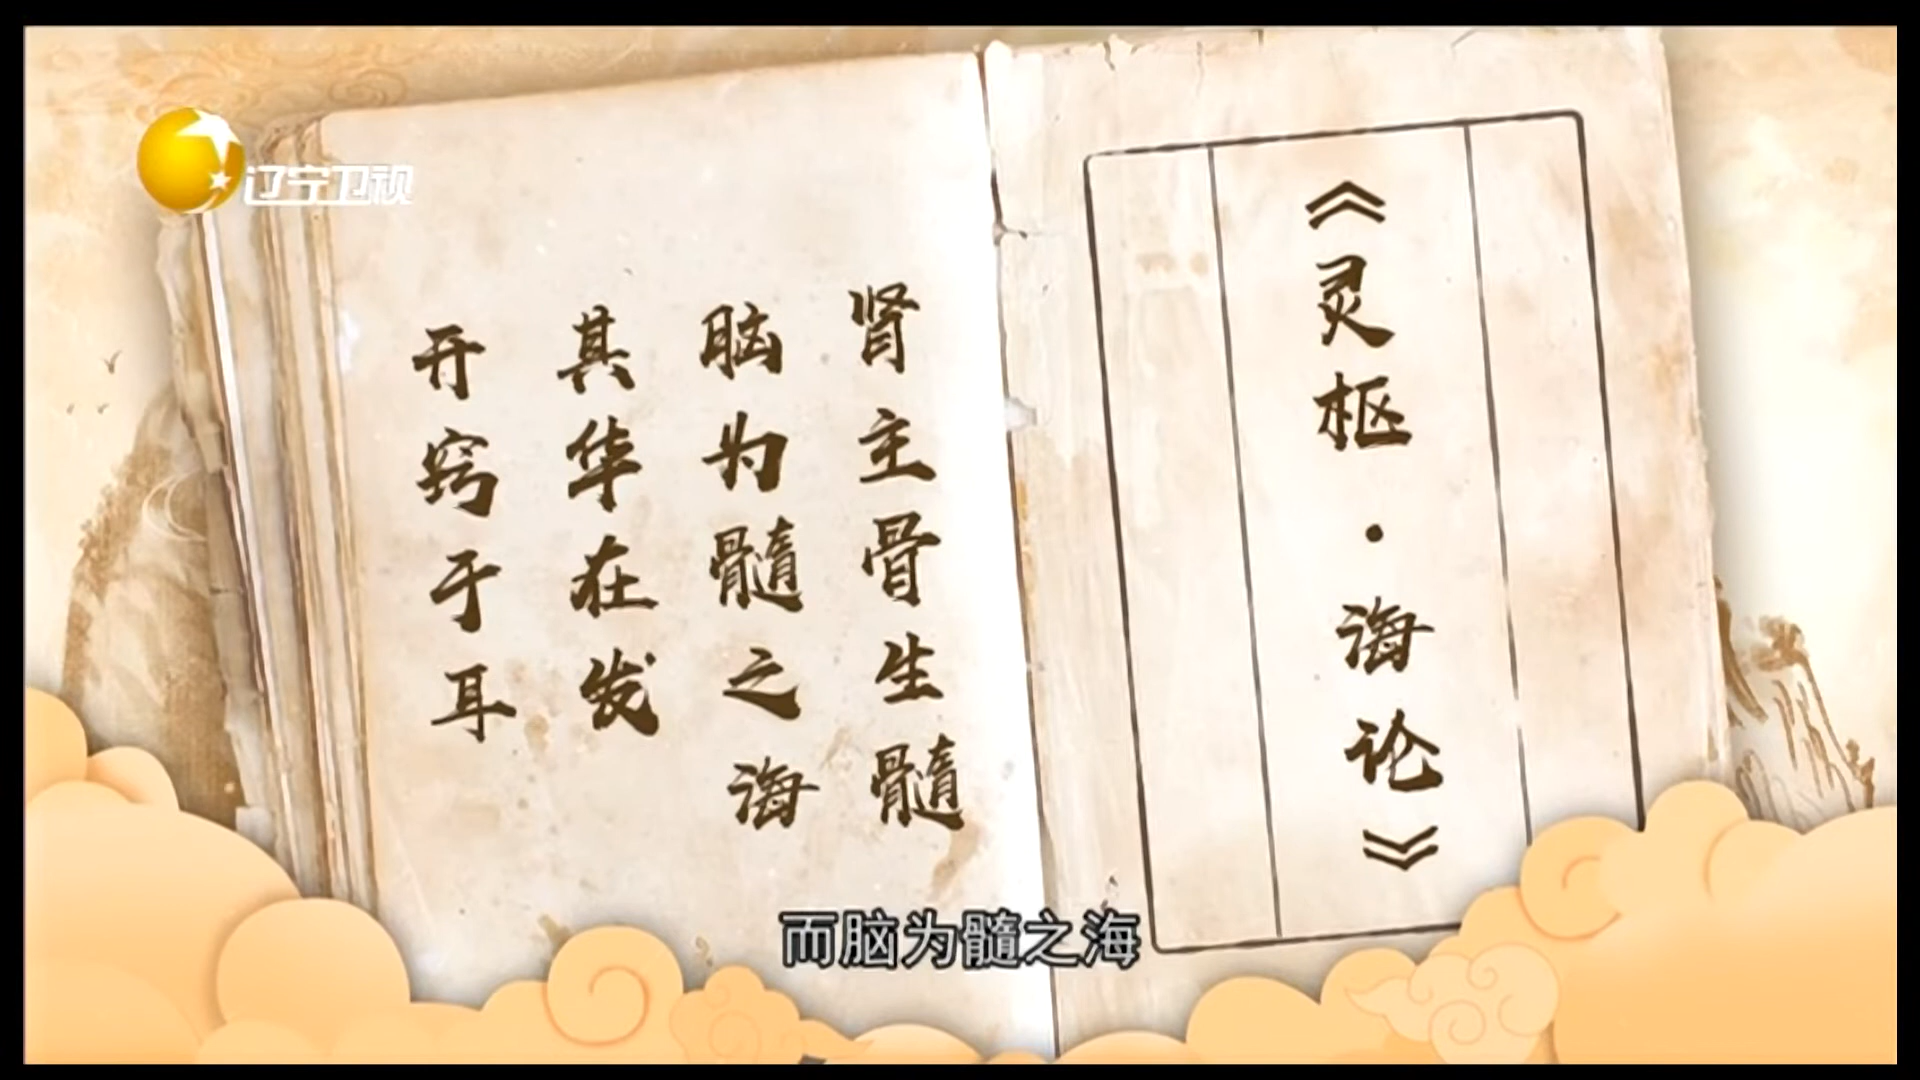 辽宁卫视
《灵枢·海论》
肾主骨生髓
脑为髓之海
其华在发
开窍于耳
而脑为髓之海